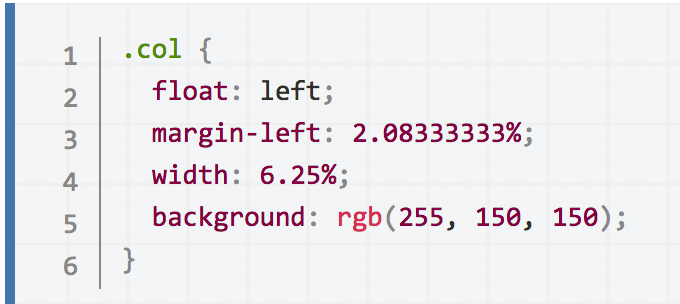 1 .col {
2 float: left;
3 margin-left: 2.08333333%;
4 width: 6.25%;
5 background: rgb(255, 150, 150);
6 }